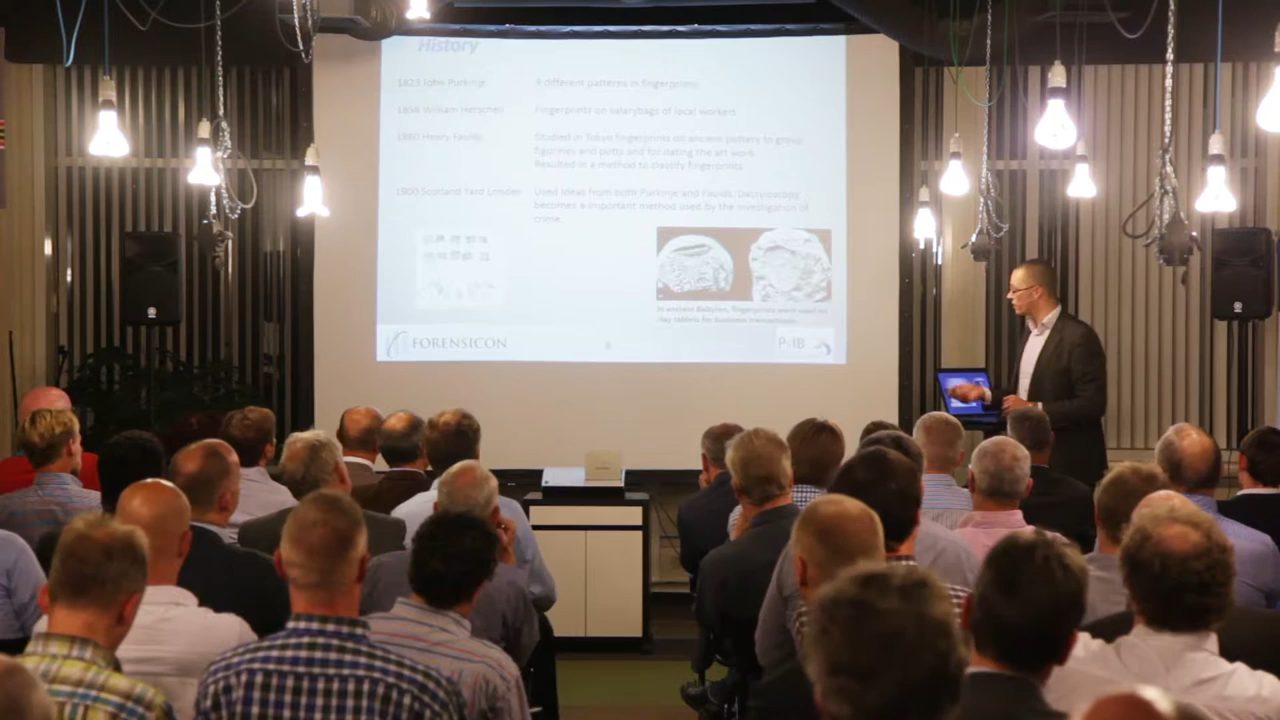 History
1823 John Purkinje
9 different patterns in fingerprints
1858 William Herschell
Fingerprints on salarybags of local workers
1880 Henry Faulds
Studied in Tokyo fingerprints on ancient pottery to group
figurines and potts and for dating the art work.
Resulted in a method to classify fingerprints
1900 Scotland Yard London
Used ideas from both Purkinje and Faulds. Dactyloscopy
becomes a important method used by the investigation of
crime.
In ancient Babylon, fingerprints were used on
clay tablets for business transactions.
FORENSICON
8